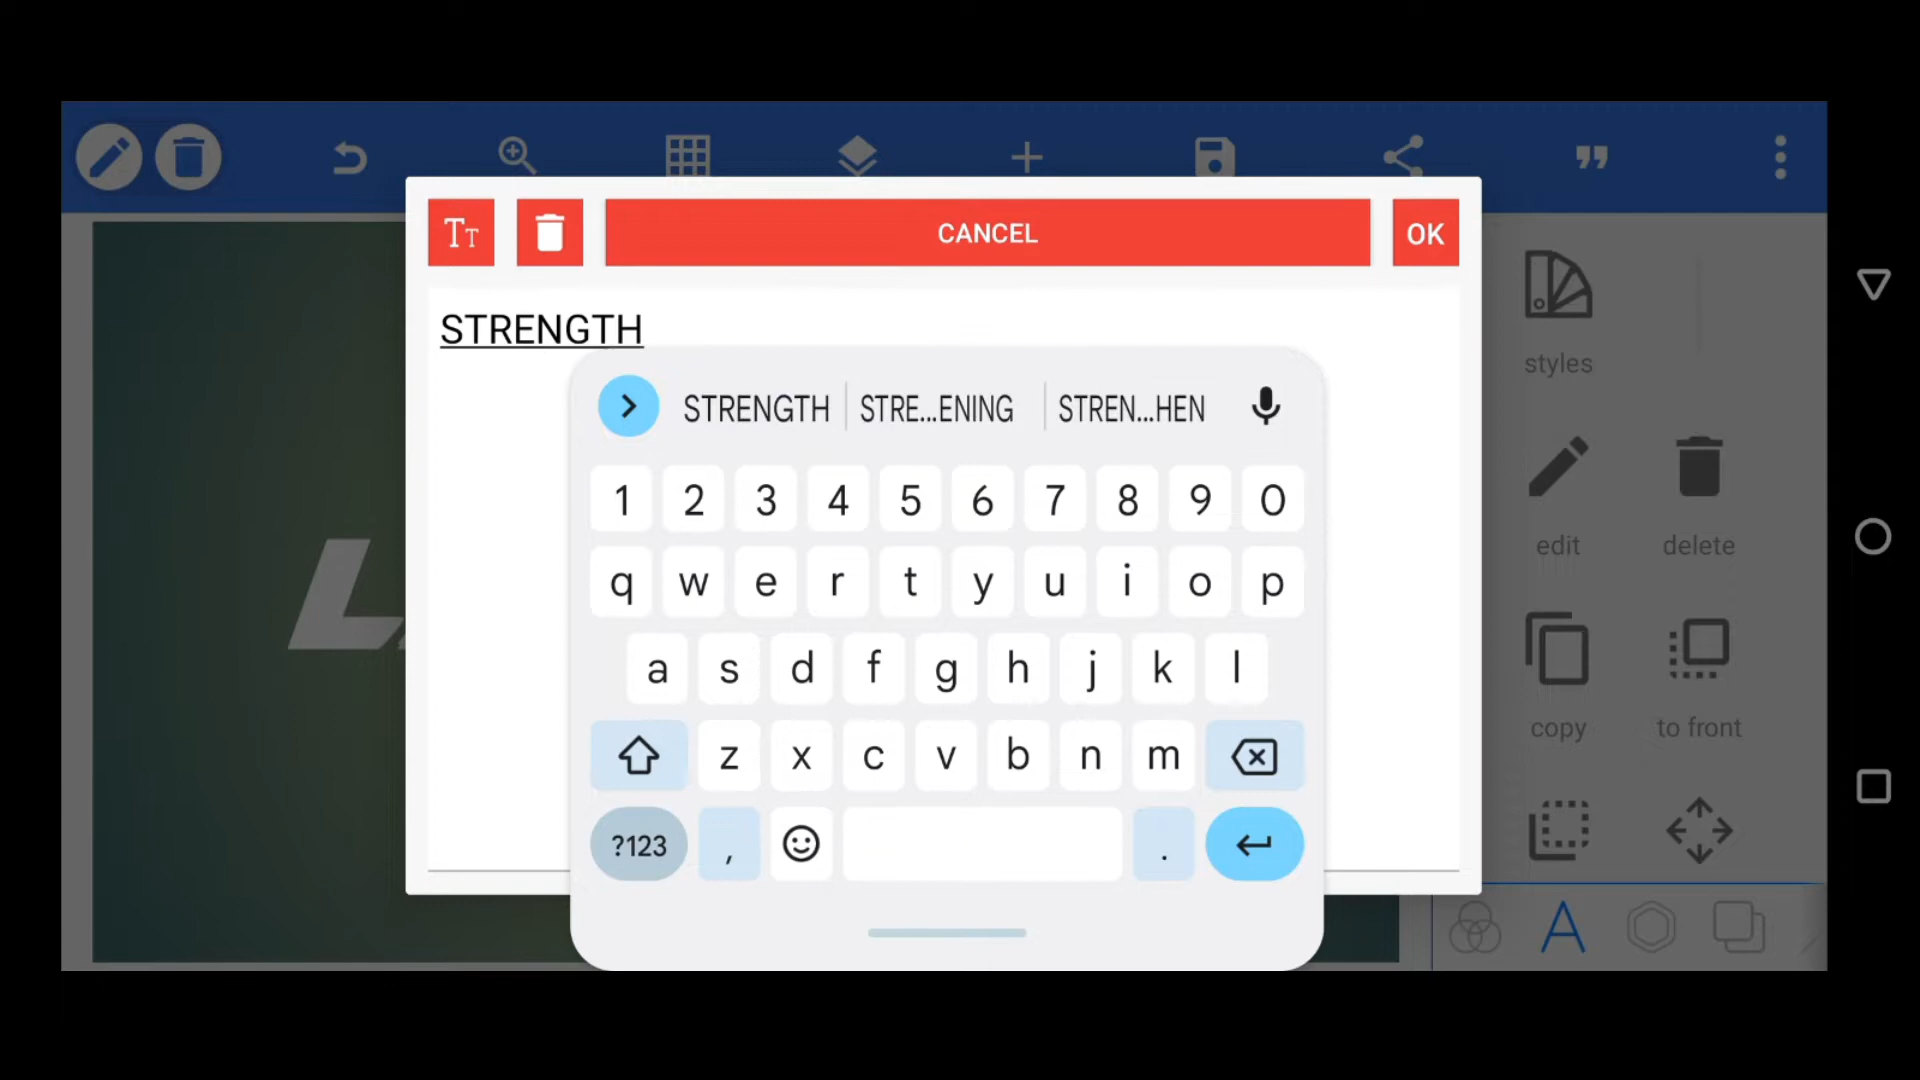 TT
CANCEL
OK
STRENGTH
styles
STRENGTH STRE...ENING STREN...HEN
1 2 3 4 5 6 7 8 9 0
q w e r t y u i o p
edit delete
a s d f g h j k l
copy to front
z x c v b n m
?123 , .
A
L